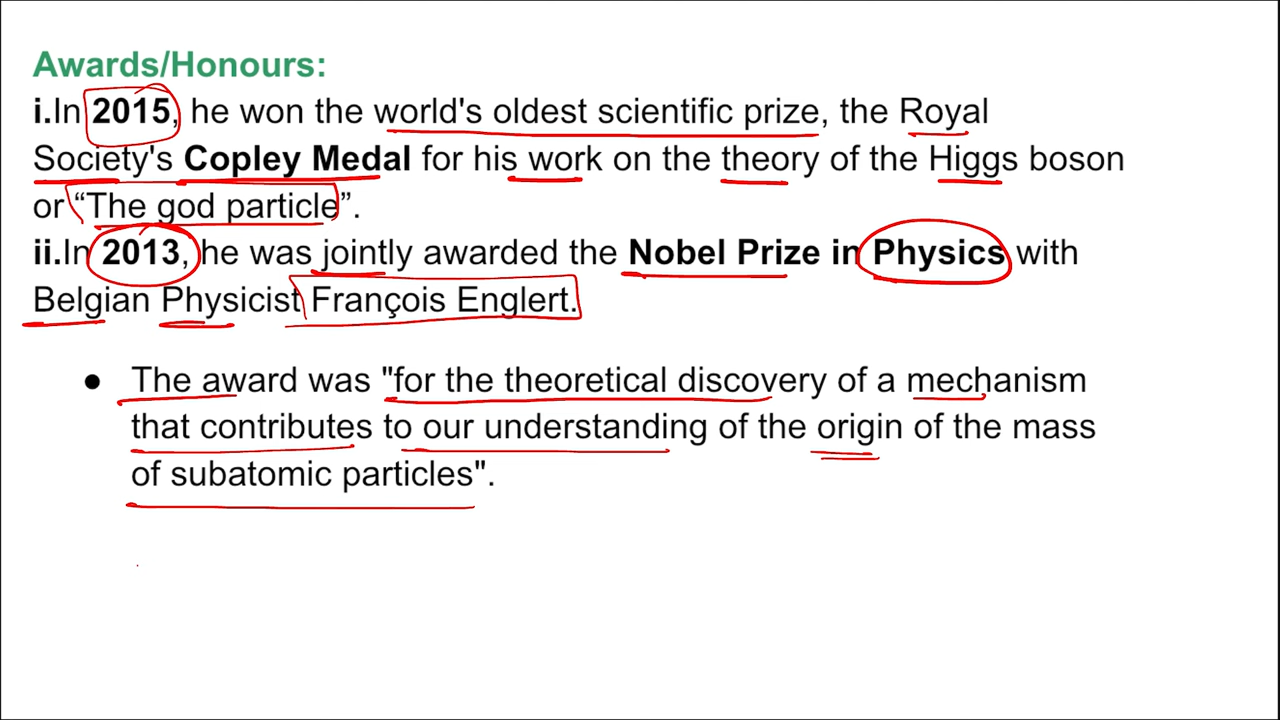 Awards/Honours:
i.In 2015, he won the world's oldest scientific prize, the Royal
Society's Copley Medal for his work on the theory of the Higgs boson
or “The god particle”.
ii.In 2013, he was jointly awarded the Nobel Prize in Physics with
Belgian Physicist François Englert.
● The award was "for the theoretical discovery of a mechanism
that contributes to our understanding of the origin of the mass
of subatomic particles".